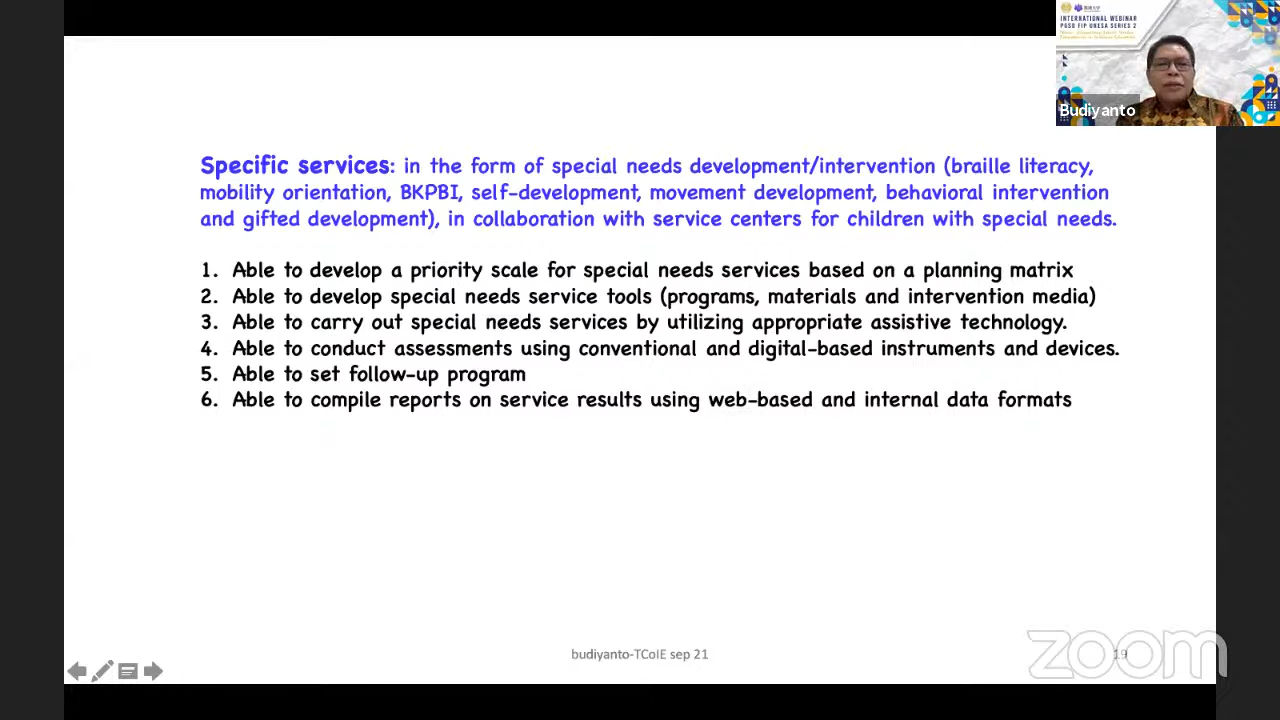 INTERNATIONAL WEBINAR
PGSD FIP UNESA SERIES 2
Budiyanto
Specific services: in the form of special needs development/intervention (braille literacy,
mobility orientation, BKPBI, self-development, movement development, behavioral intervention
and gifted development), in collaboration with service centers for children with special needs.
1. Able to develop a priority scale for special needs services based on a planning matrix
2. Able to develop special needs service tools (programs, materials and intervention media)
3. Able to carry out special needs services by utilizing appropriate assistive technology.
4. Able to conduct assessments using conventional and digital-based instruments and devices.
5. Able to set follow-up program
6. Able to compile reports on service results using web-based and internal data formats
budiyanto-TCoIE sep 21
19
zoom